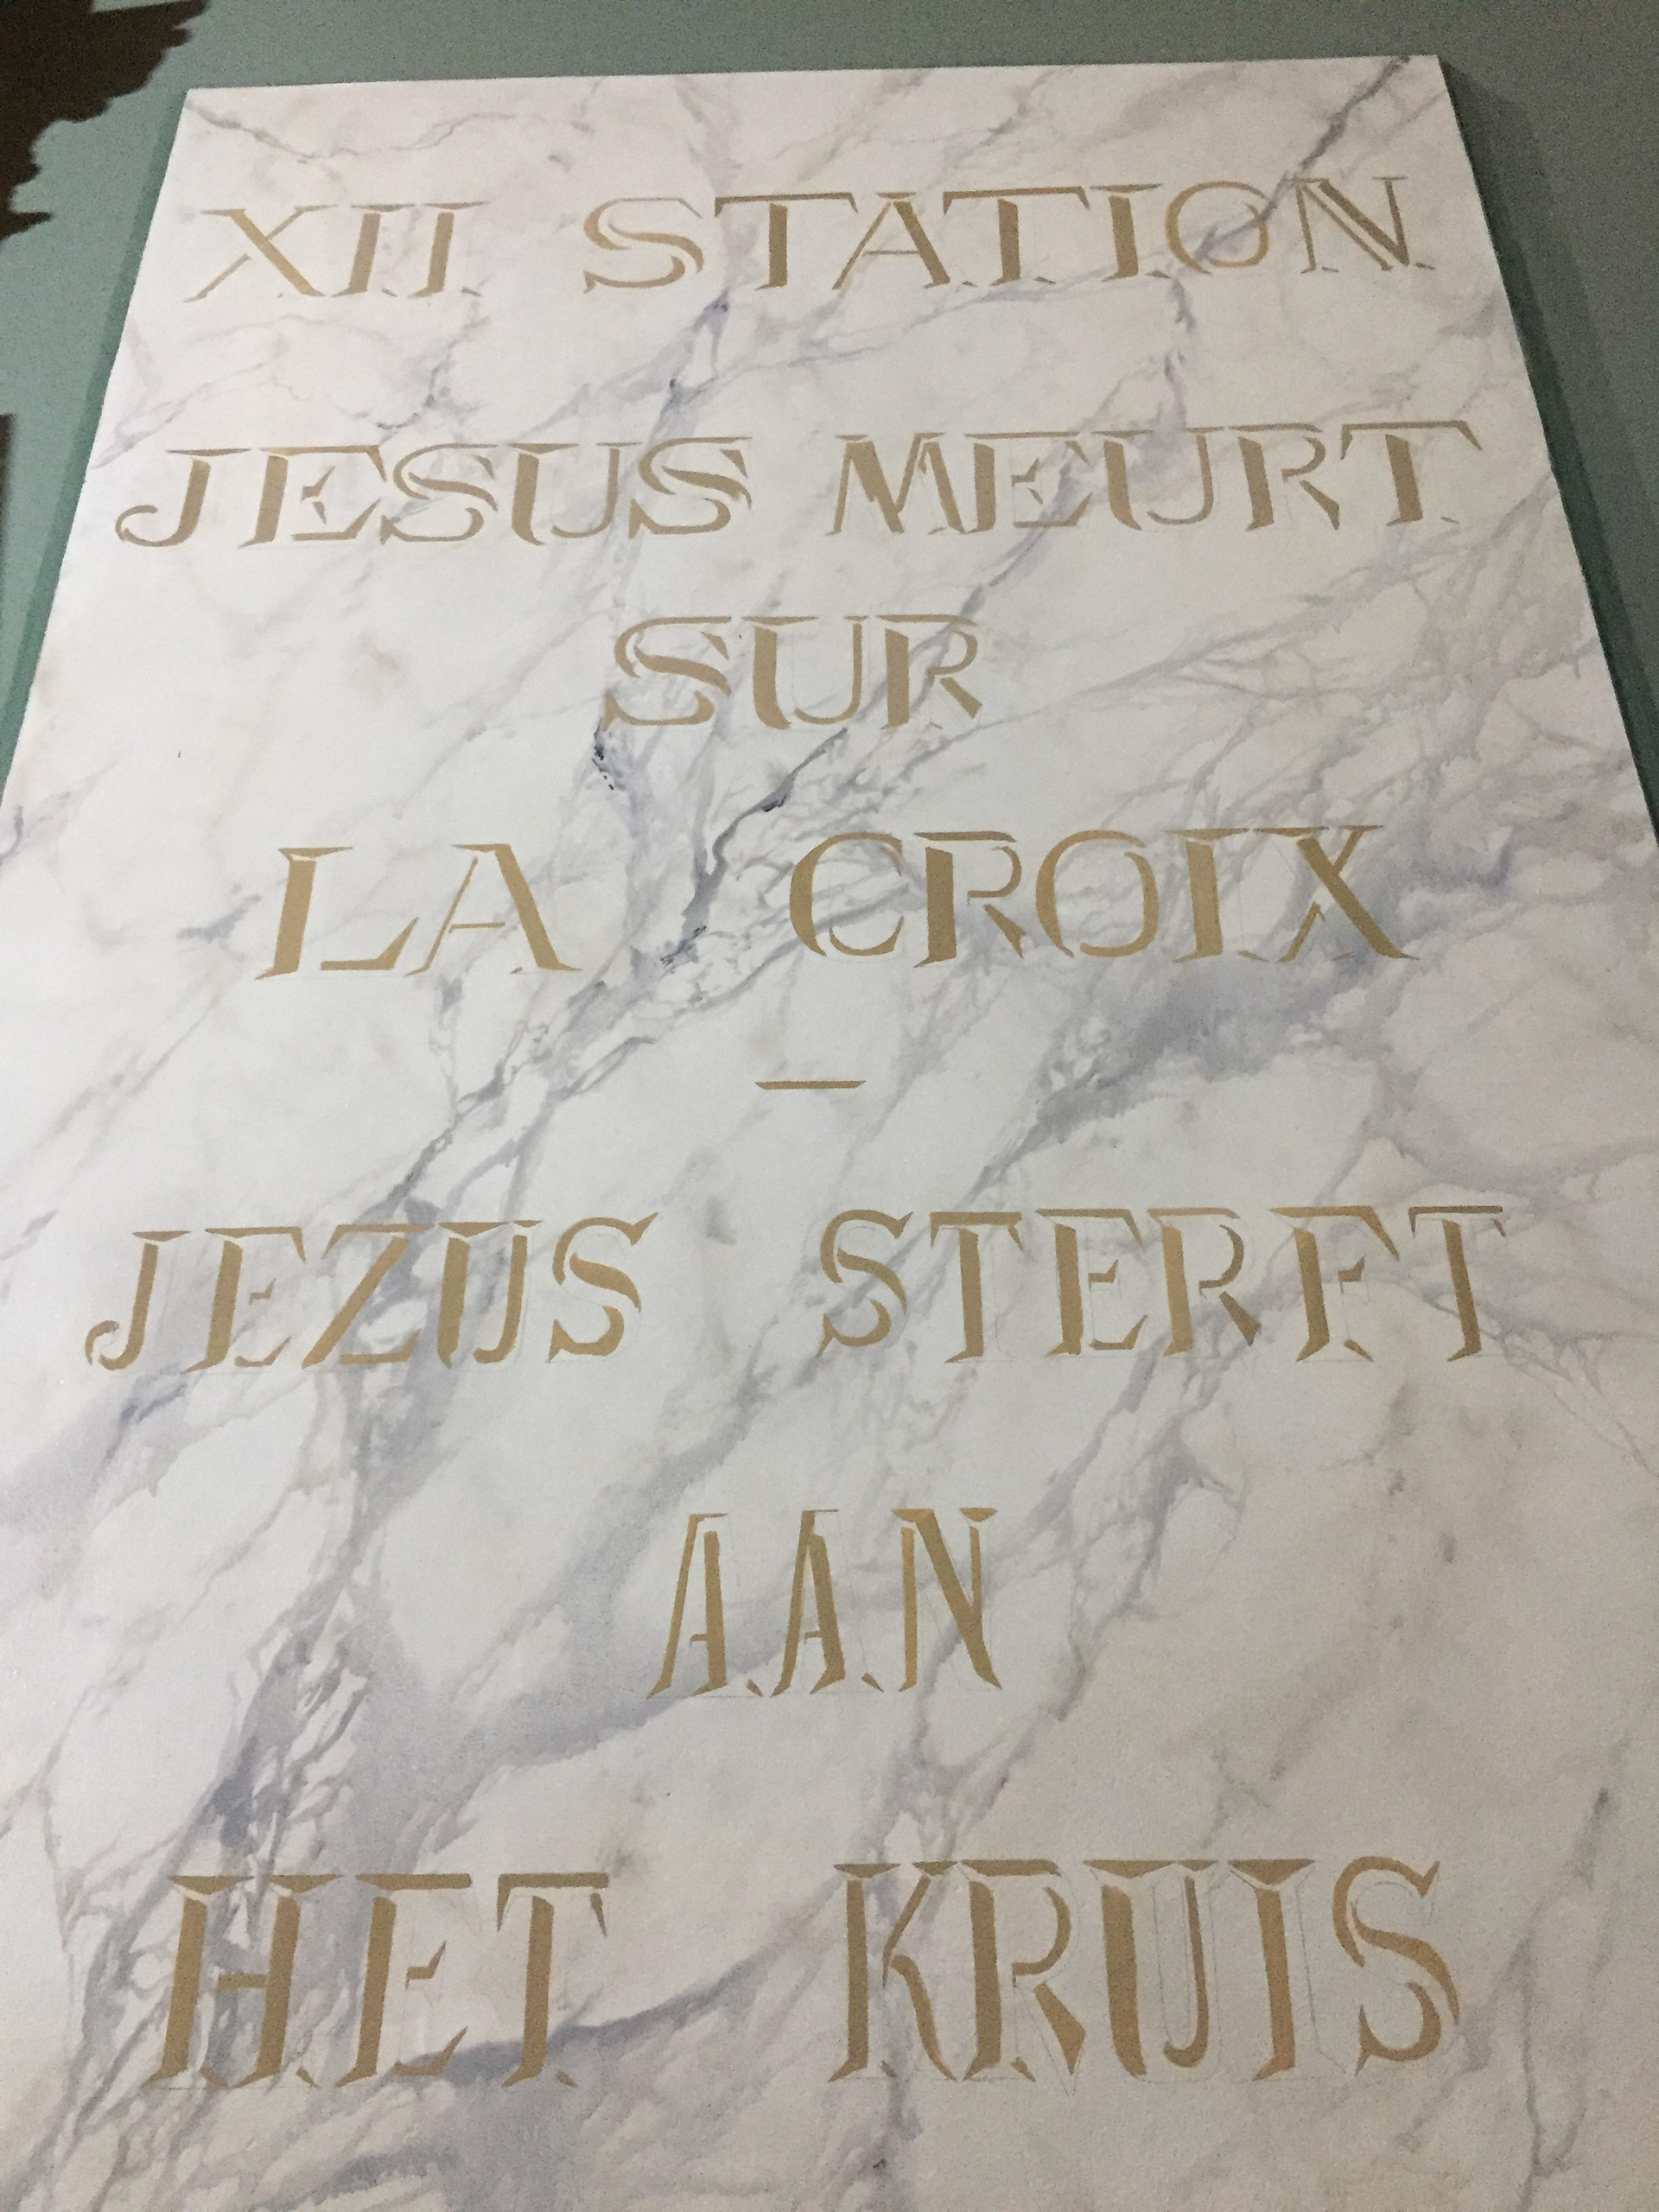 XII STATION
JESUS MEURT
SUR
LA CROIX
—
JEZUS STERFT
AAN
HET KRUIS